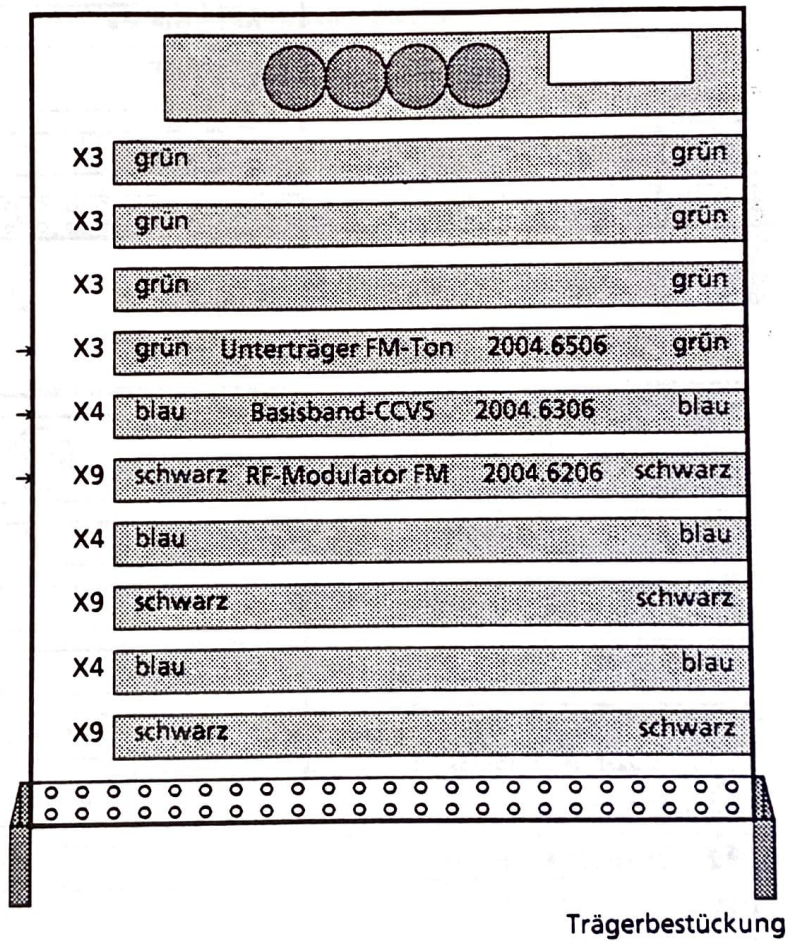 X3 grün grün
X3 grün grün
X3 grün grün
X3 grün Unterträger FM-Ton 2004.6506 grün
X4 blau Basisband-CCVS 2004.6306 blau
X9 schwarz RF-Modulator FM 2004.6206 schwarz
X4 blau blau
X9 schwarz schwarz
X4 blau blau
X9 schwarz schwarz
Trägerbestückung